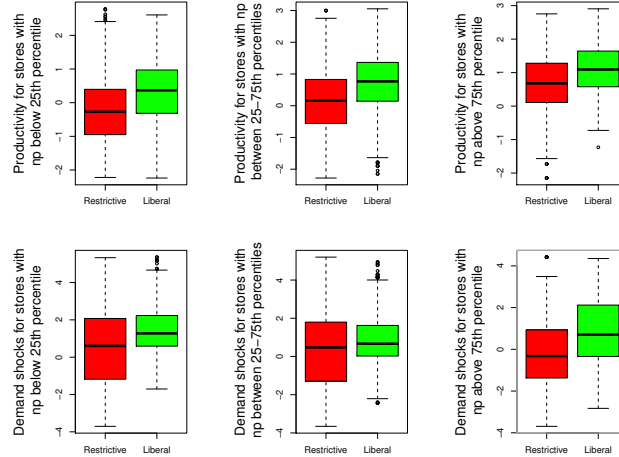 Productivity for stores with
np below 25th percentile
2
1
0
-1
-2
Restrictive Liberal
Productivity for stores with np
between 25−75th percentile
3
2
1
0
-1
-2
Restrictive Liberal
Productivity for stores with
np above 75th percentile
3
2
1
0
-1
-2
Restrictive Liberal
Demand shocks for stores with
np below 25th percentile
4
2
0
-2
-4
Restrictive Liberal
Demand shocks for stores with
np between 25−75th percentiles
4
2
0
-2
-4
Restrictive Liberal
Demand shocks for stores with
np above 75th percentile
4
2
0
-2
-4
Restrictive Liberal